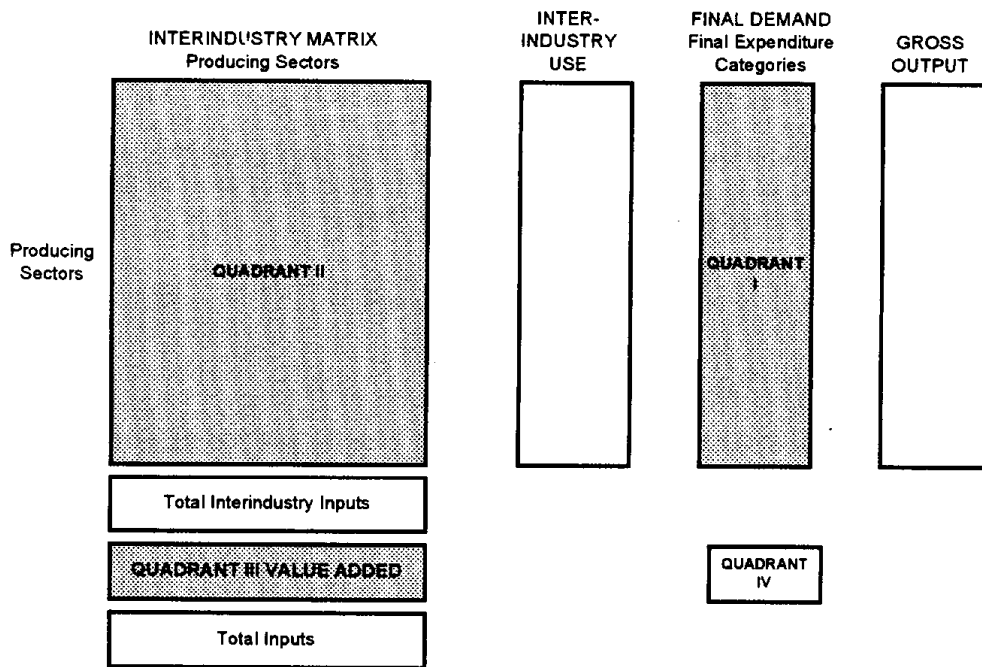 INTERINDUSTRY MATRIX
Producing Sectors
INTER-
INDUSTRY
USE
FINAL DEMAND
Final Expenditure
Categories
GROSS
OUTPUT
Producing
Sectors
QUADRANT II
QUADRANT
I
Total Interindustry Inputs
QUADRANT III VALUE ADDED
QUADRANT
IV
Total Inputs